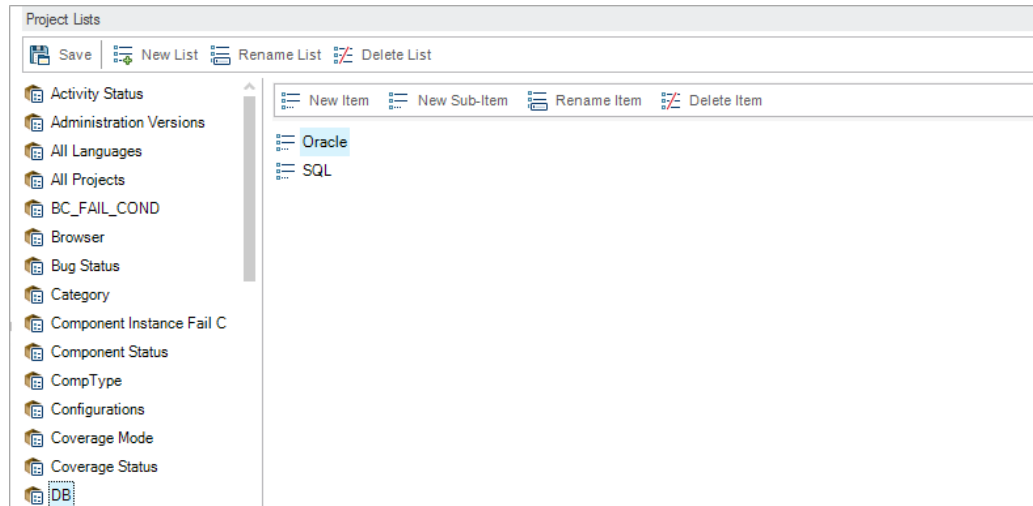 Project Lists
Save New List Rename List Delete List
Activity Status
Administration Versions
All Languages
All Projects
BC_FAIL_COND
Browser
Bug Status
Category
Component Instance Fail C
Component Status
CompType
Configurations
Coverage Mode
Coverage Status
DB
New Item New Sub-Item Rename Item Delete Item
Oracle
SQL